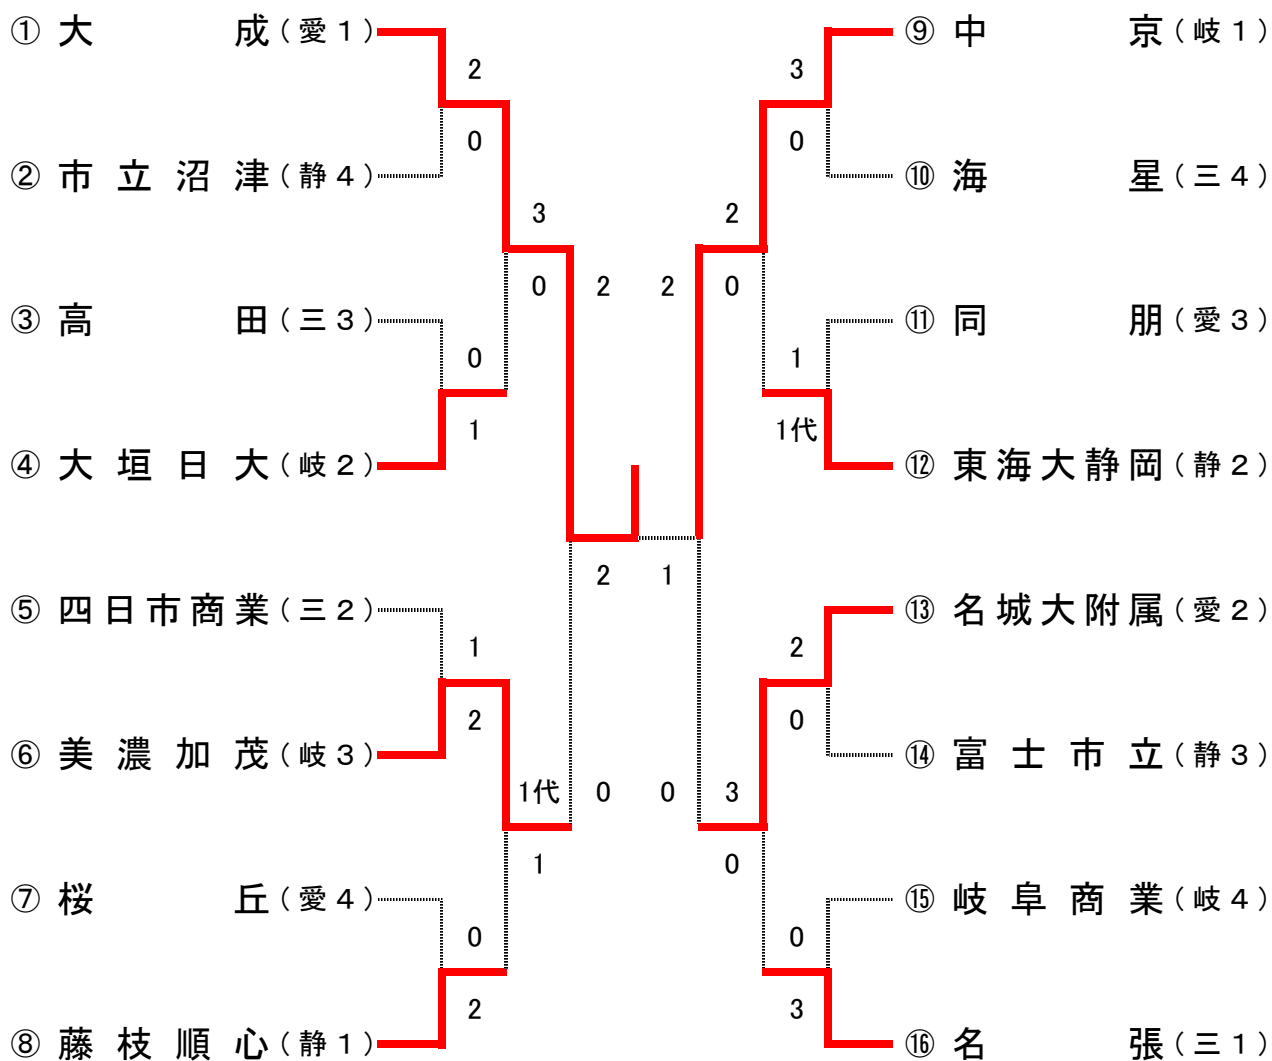 ① 大 成 ( 愛 1 )
2
0
② 市 立 沼 津 ( 静 4 )
3
0
③ 高 田 ( 三 3 )
0
1
④ 大 垣 日 大 ( 岐 2 )
2
2
⑤ 四 日 市 商 業 ( 三 2 )
1
2
⑥ 美 濃 加 茂 ( 岐 3 )
1代
1
0
⑦ 桜 丘 ( 愛 4 )
0
2
⑧ 藤 枝 順 心 ( 静 1 )
⑨ 中 京 ( 岐 1 )
3
0
⑩ 海 星 ( 三 4 )
2
0
2
⑪ 同 朋 ( 愛 3 )
1
1代
⑫ 東 海 大 静 岡 ( 静 2 )
1
⑬ 名 城 大 附 属 ( 愛 2 )
2
0
⑭ 富 士 市 立 ( 静 3 )
0
3
0
⑮ 岐 阜 商 業 ( 岐 4 )
0
3
⑯ 名 張 ( 三 1 )